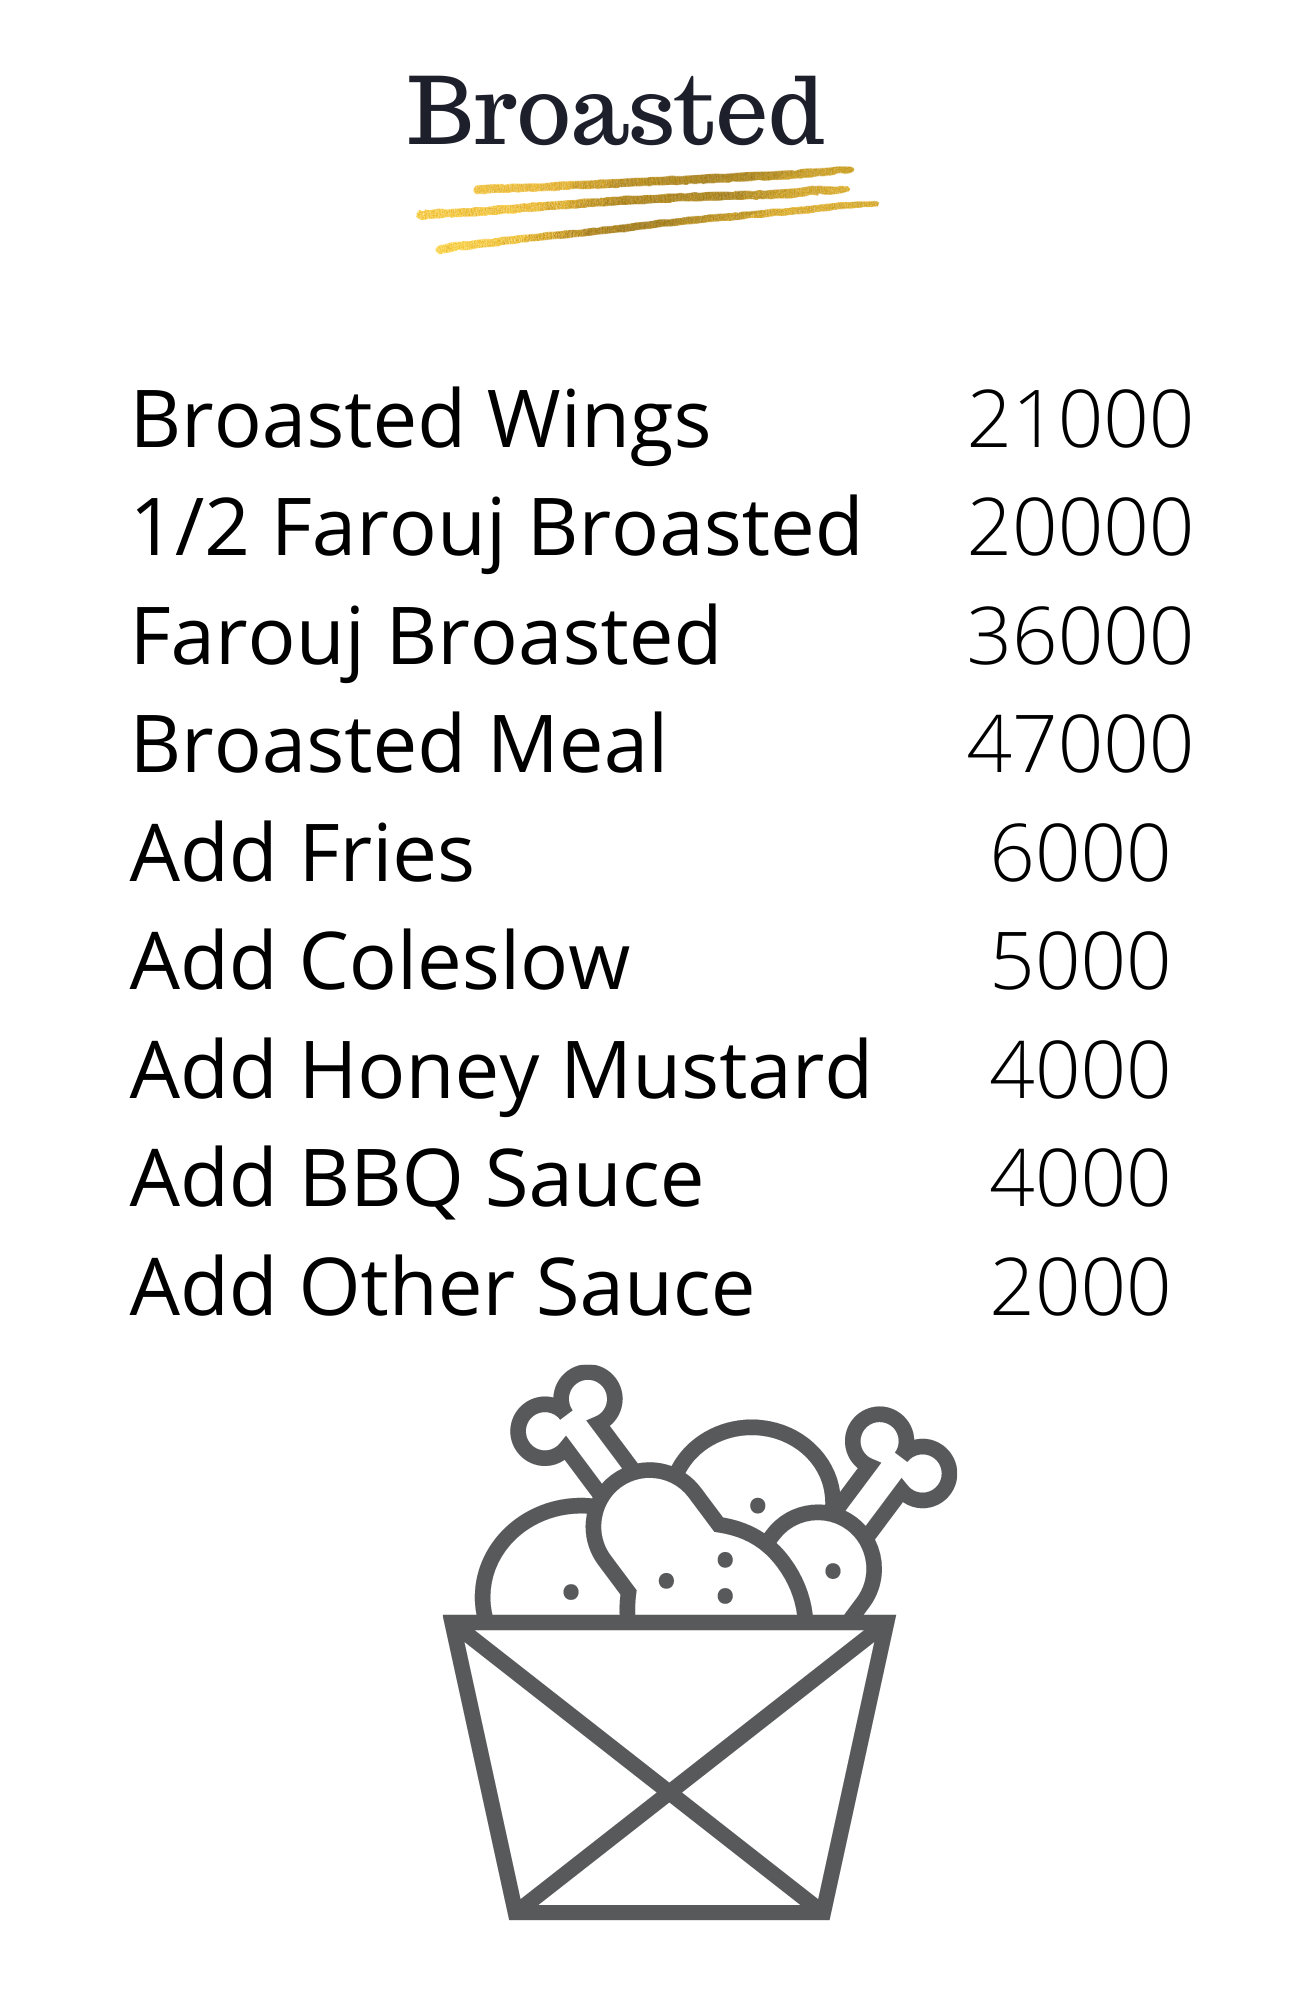 Broasted
Broasted Wings 21000
1/2 Farouj Broasted 20000
Farouj Broasted 36000
Broasted Meal 47000
Add Fries 6000
Add Coleslow 5000
Add Honey Mustard 4000
Add BBQ Sauce 4000
Add Other Sauce 2000